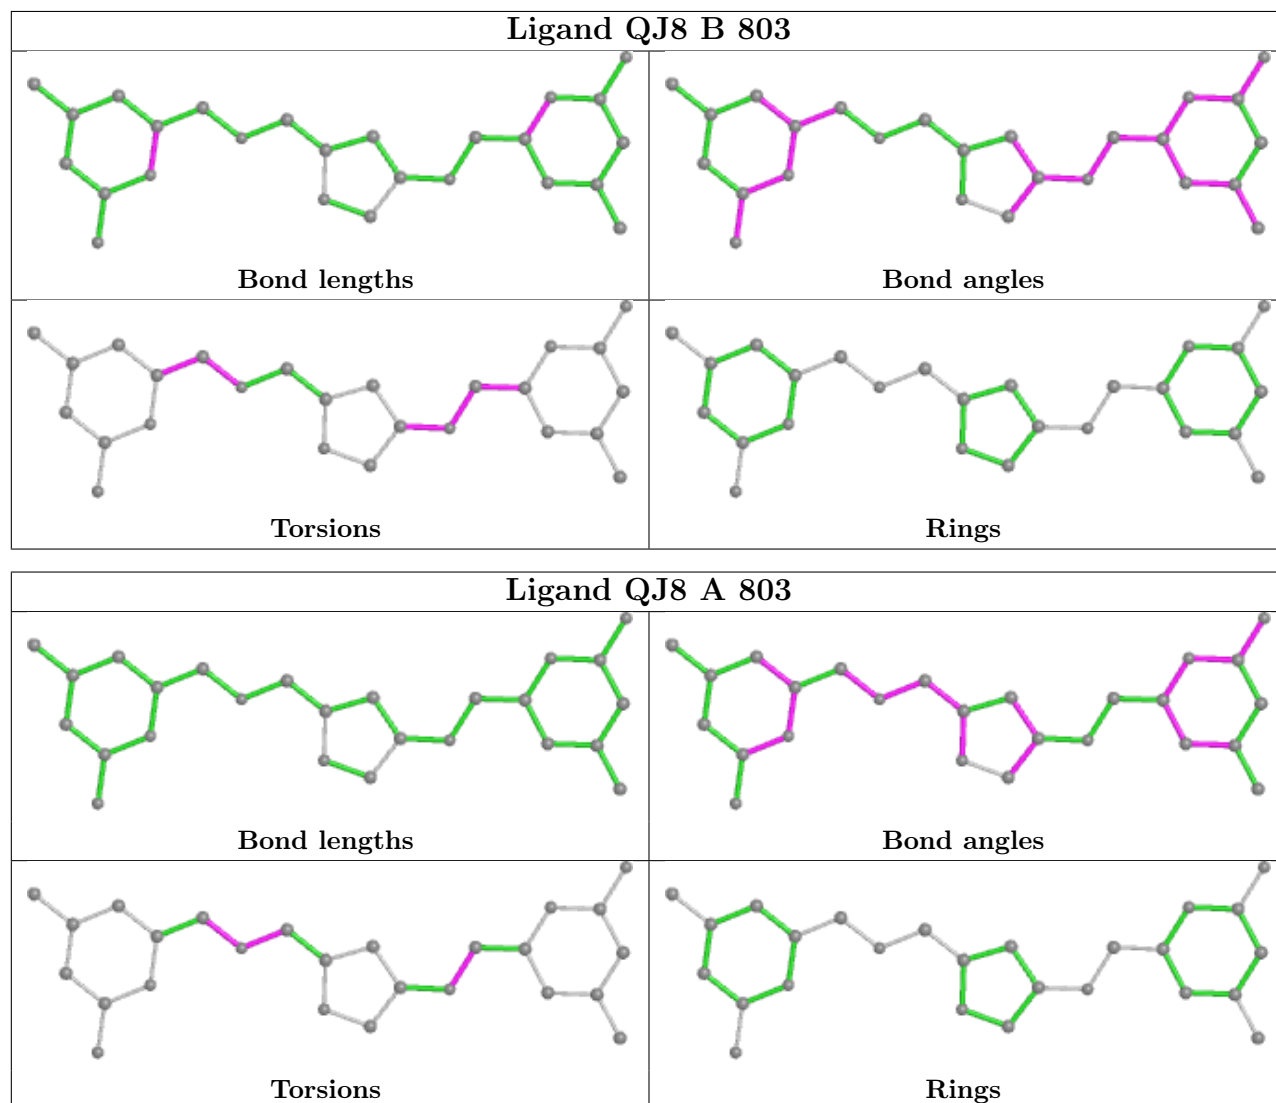 Ligand QJ8 B 803
Bond lengths
Bond angles
Torsions
Rings
Ligand QJ8 A 803
Bond lengths
Bond angles
Torsions
Rings